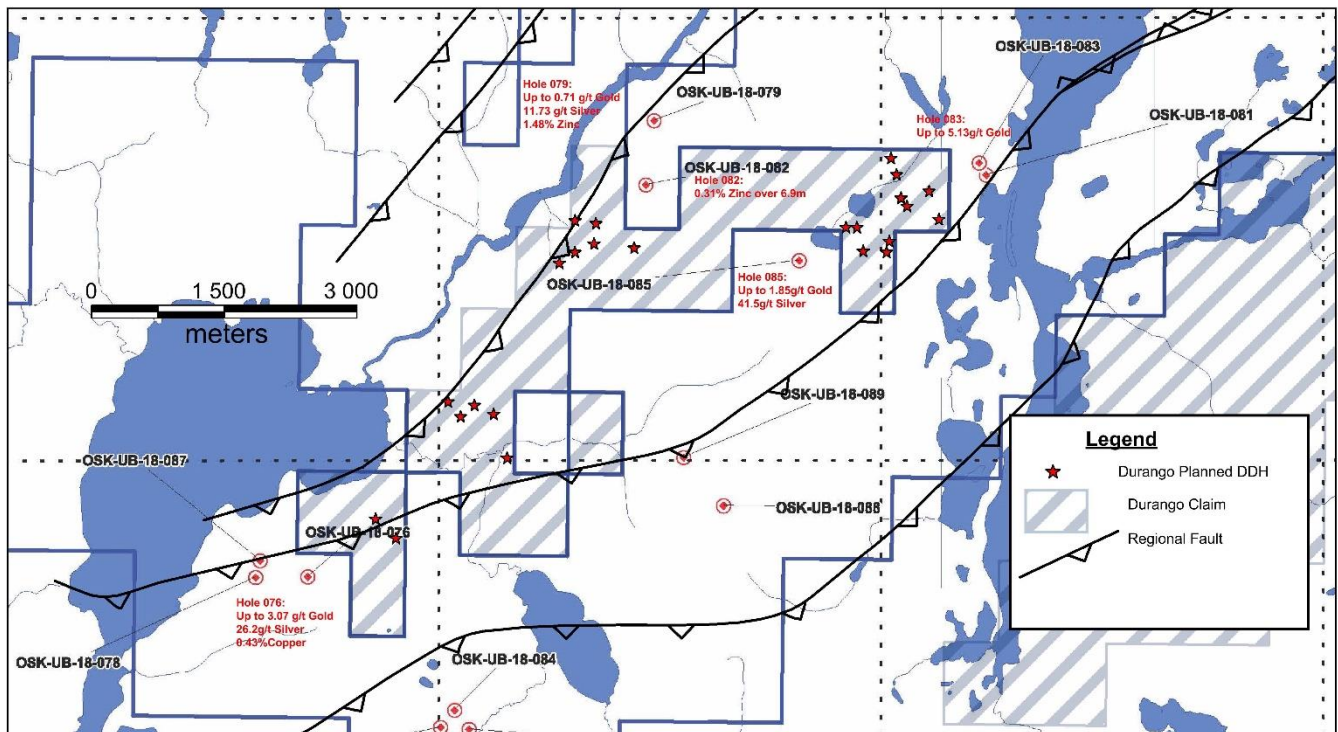 OSK-UB-18-083
Hole 079:
Up to 0.71 g/t Gold
11.73 g/t Silver
1.48% Zinc
OSK-UB-18-079
Hole 083:
Up to 5.13g/t Gold
OSK-UB-18-081
OSK-UB-18-082
Hole 082:
0.31% Zinc over 6.9m
OSK-UB-18-085
Hole 085:
Up to 1.85g/t Gold
41.5g/t Silver
0 1 500 3 000
meters
OSK-UB-18-089
OSK-UB-18-087
OSK-UB-18-088
OSK-UB-18-076
Hole 076:
Up to 3.07 g/t Gold
26.2g/t Silver
0.43%Copper
OSK-UB-18-078
OSK-UB-18-084
Legend
Durango Planned DDH
Durango Claim
Regional Fault